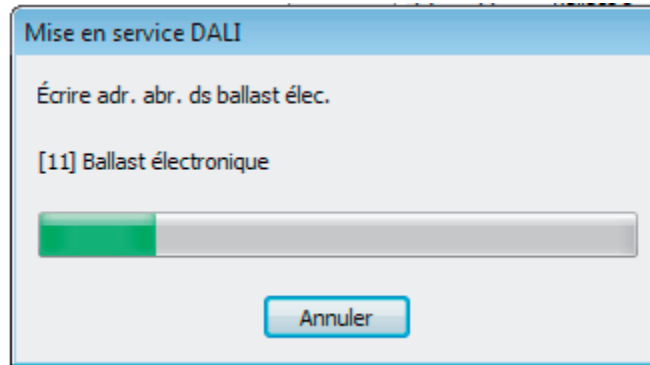 Mise en service DALI
Écrire adr. abr. ds ballast élec.
[11] Ballast électronique
Annuler